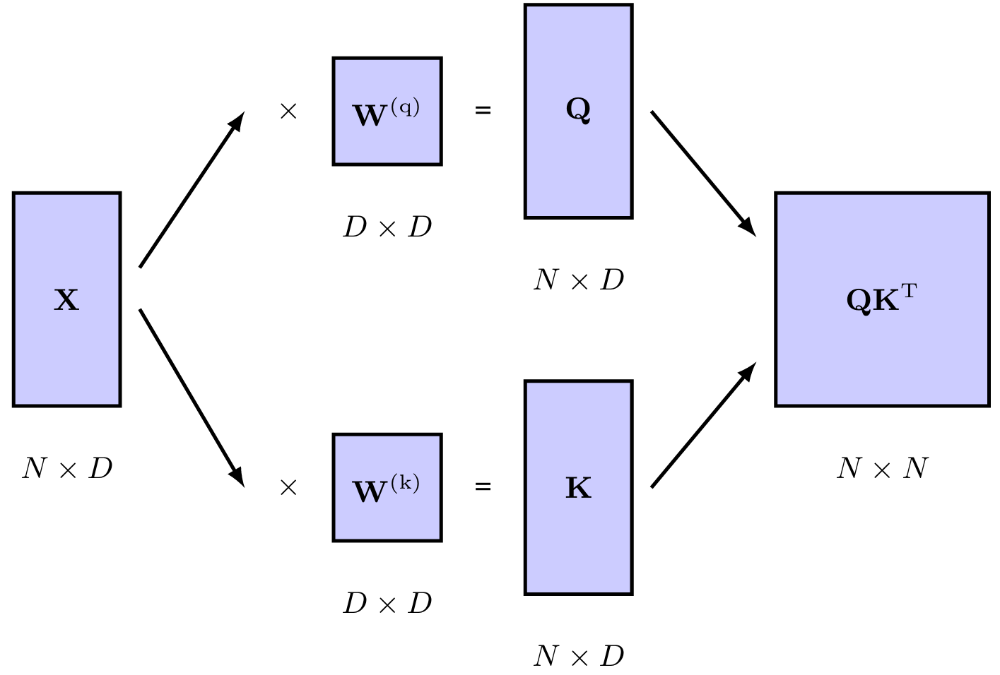 X
N × D
× W^(q) = Q
D × D
N × D
× W^(k) = K
D × D
N × D
QK^T
N × N